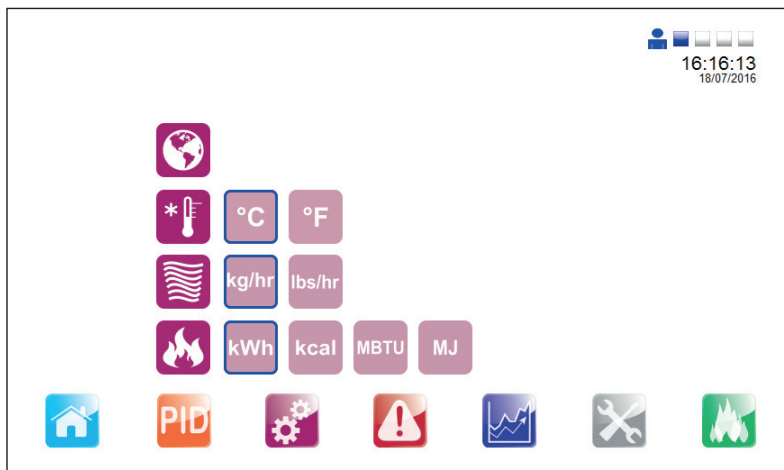 16:16:13
18/07/2016
°C °F
kg/hr lbs/hr
kWh kcal MBTU MJ
PID